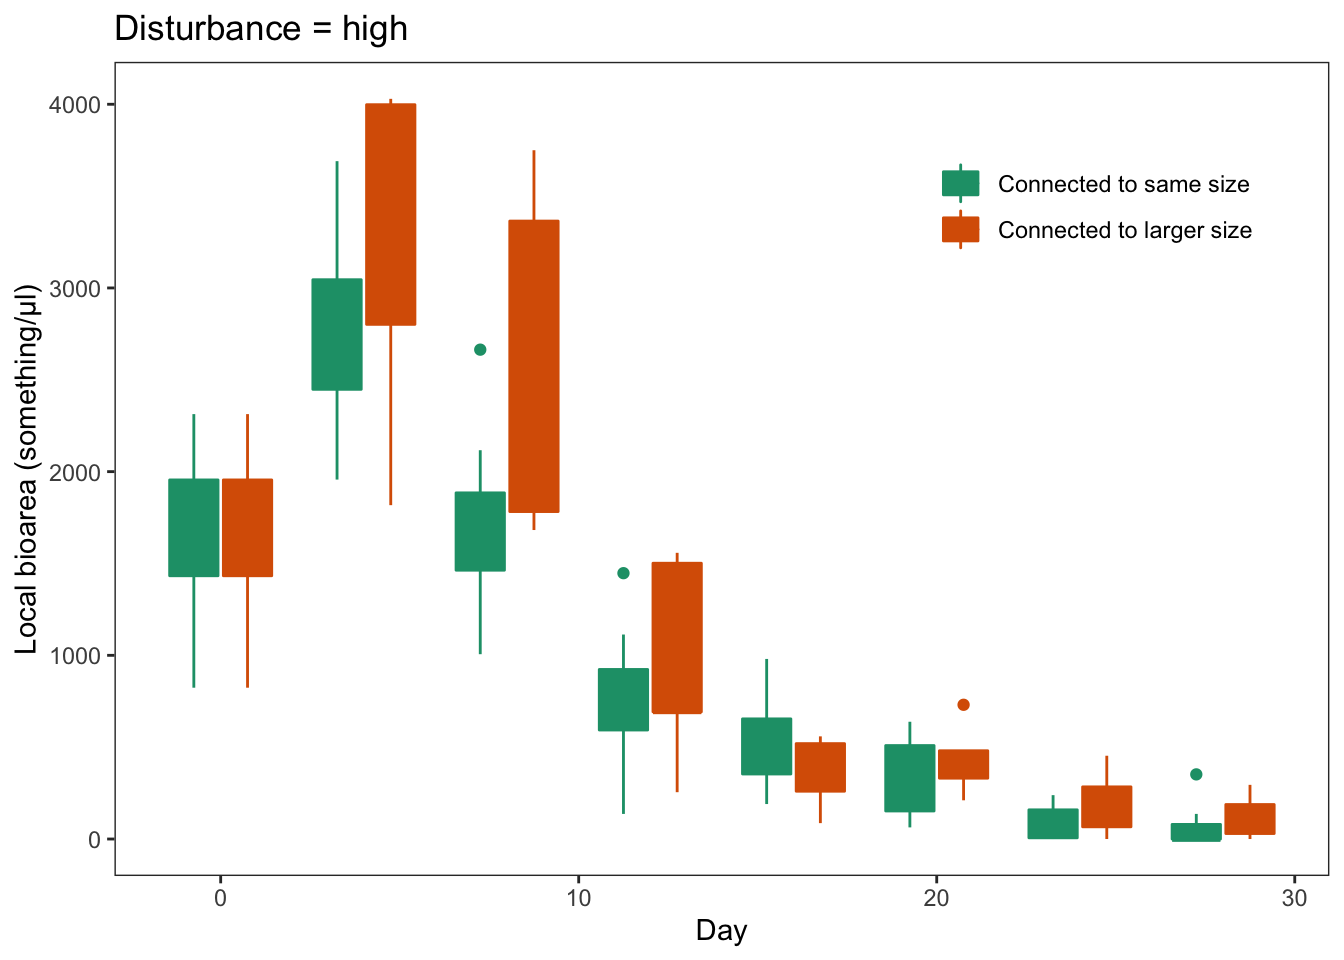 Disturbance = high
Local bioarea (something/μl)
4000
3000
2000
1000
0
Connected to same size
Connected to larger size
0
10
20
30
Day